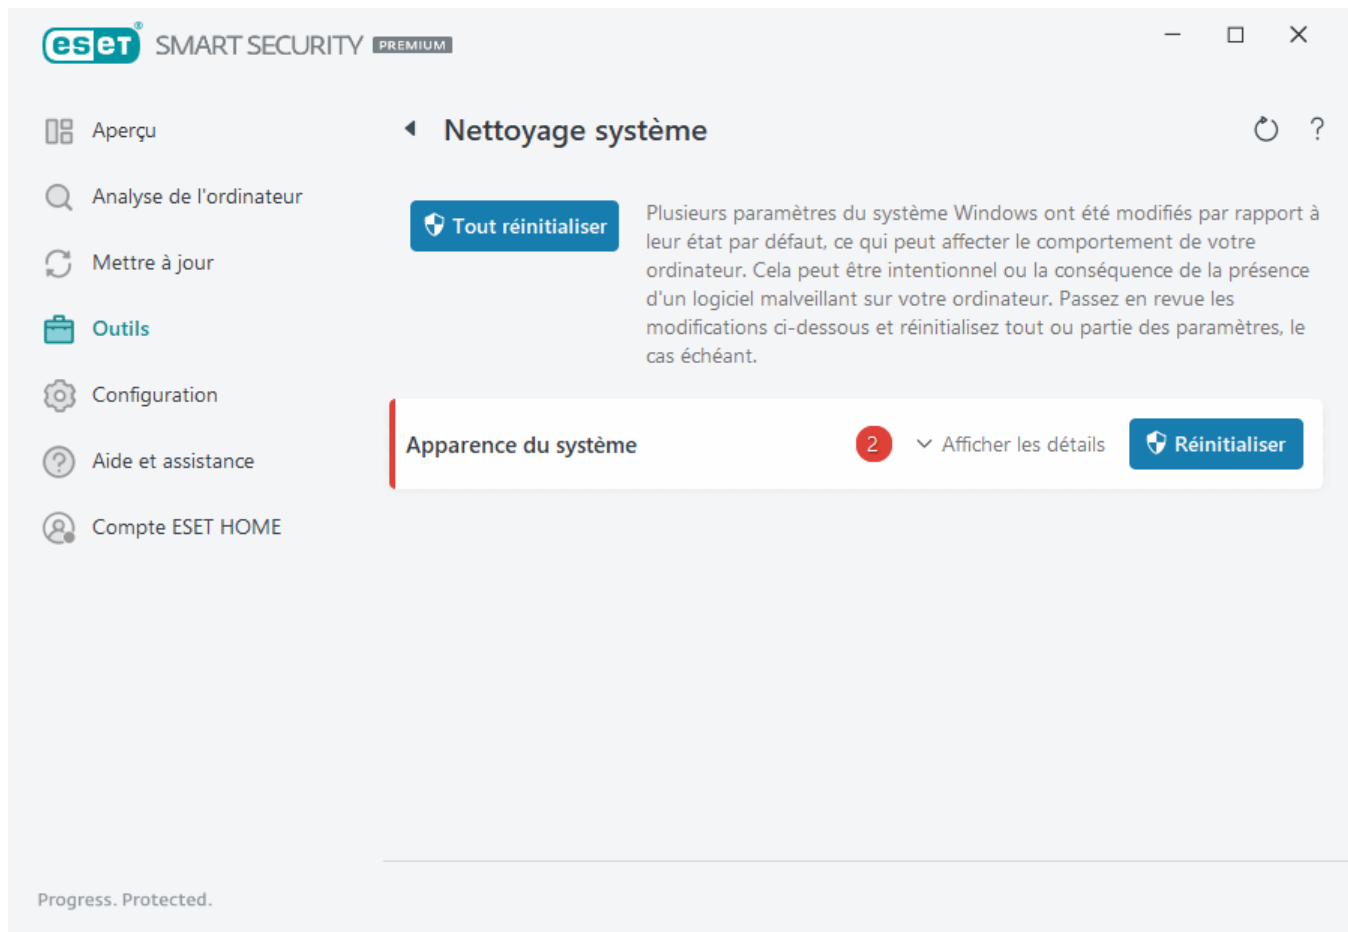 eset® SMART SECURITY PREMIUM
Aperçu
Analyse de l'ordinateur
Mettre à jour
Outils
Configuration
Aide et assistance
Compte ESET HOME
Nettoyage système
?
Tout réinitialiser
Plusieurs paramètres du système Windows ont été modifiés par rapport à
leur état par défaut, ce qui peut affecter le comportement de votre
ordinateur. Cela peut être intentionnel ou la conséquence de la présence
d'un logiciel malveillant sur votre ordinateur. Passez en revue les
modifications ci-dessous et réinitialisez tout ou partie des paramètres, le
cas échéant.
Apparence du système 2 Afficher les détails Réinitialiser
Progress. Protected.